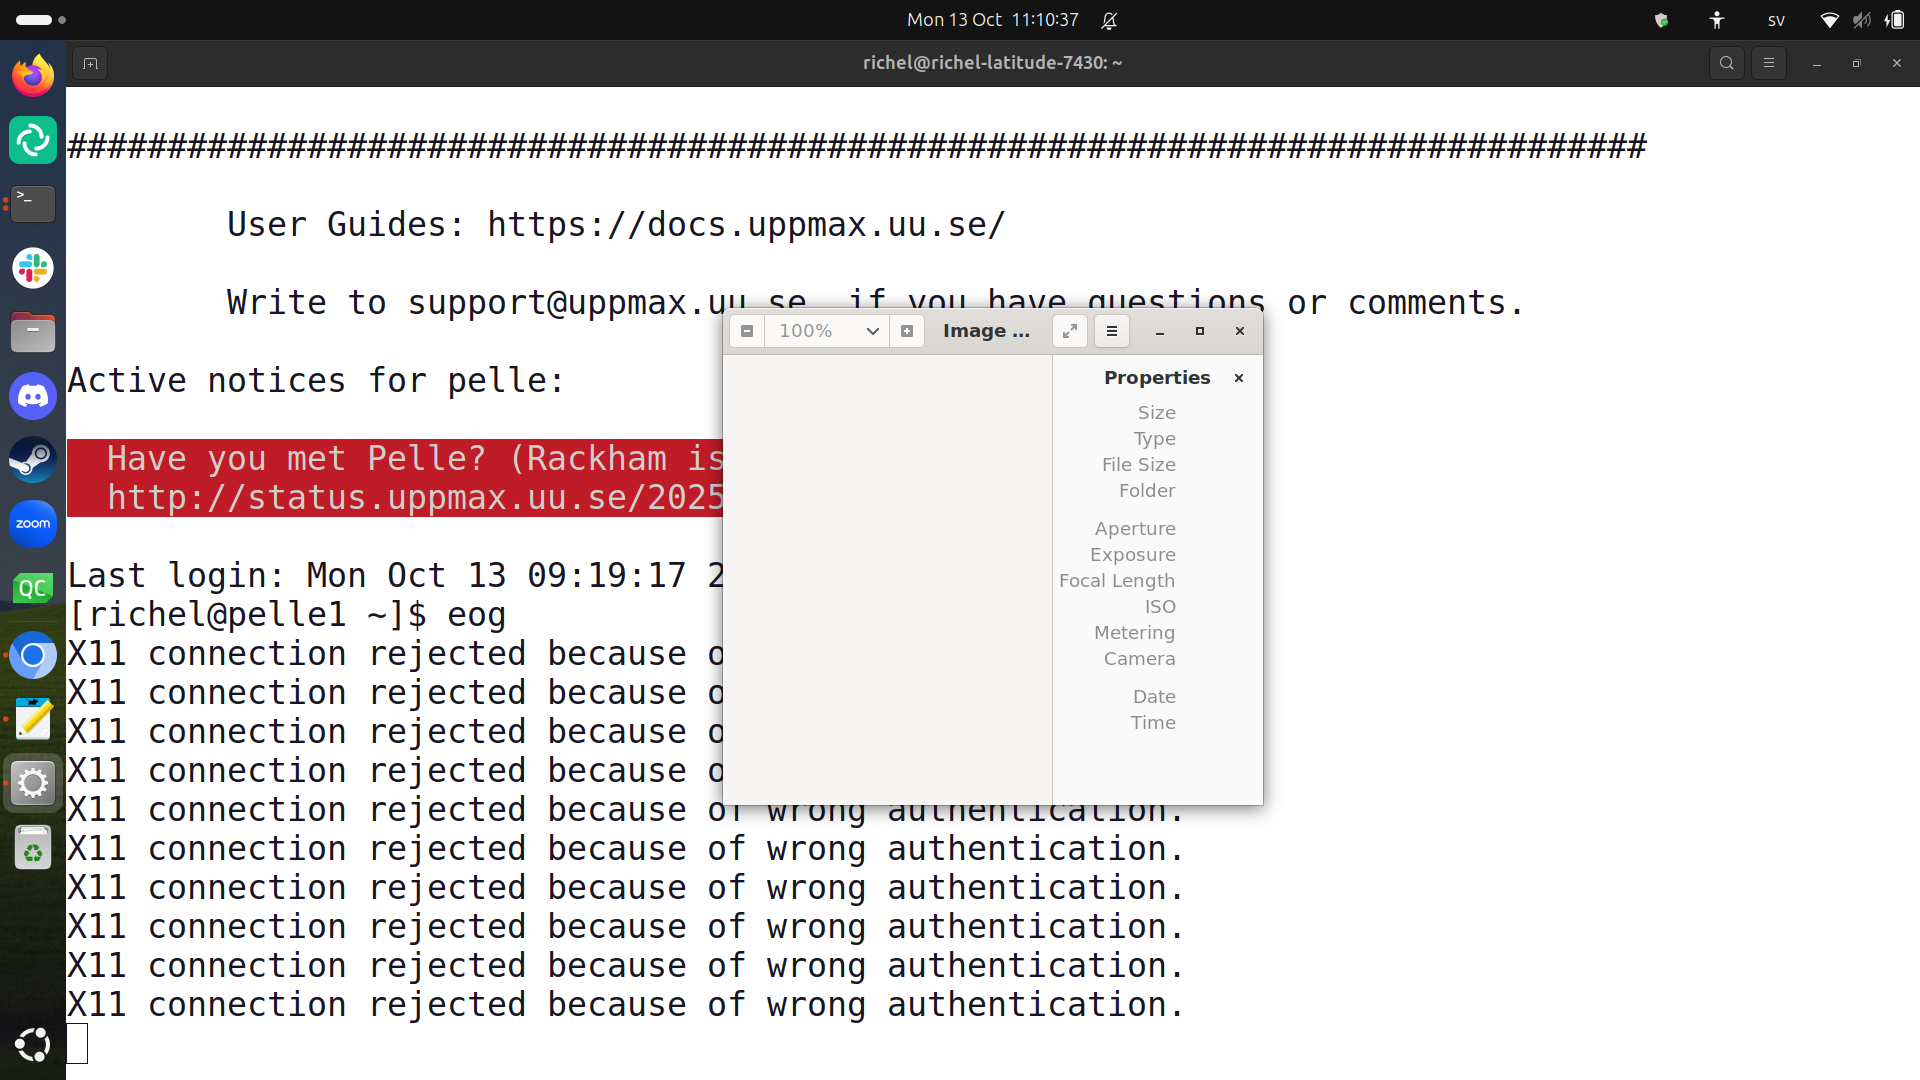 Mon 13 Oct 11:10:37
sv
richel@richel-latitude-7430: ~
###############################################################################
User Guides: https://docs.uppmax.uu.se/
Write to support@uppmax.uu.se, if you have questions or comments.
Active notices for pelle:
Have you met Pelle? (Rackham is
http://status.uppmax.uu.se/2025
Last login: Mon Oct 13 09:19:17 2
[richel@pelle1 ~]$ eog
X11 connection rejected because o
X11 connection rejected because o
X11 connection rejected because o
X11 connection rejected because o
X11 connection rejected because of wrong authentication.
X11 connection rejected because of wrong authentication.
X11 connection rejected because of wrong authentication.
X11 connection rejected because of wrong authentication.
X11 connection rejected because of wrong authentication.
X11 connection rejected because of wrong authentication.
100%
Image ...
Properties
Size
Type
File Size
Folder
Aperture
Exposure
Focal Length
ISO
Metering
Camera
Date
Time
>_
zoom
QC